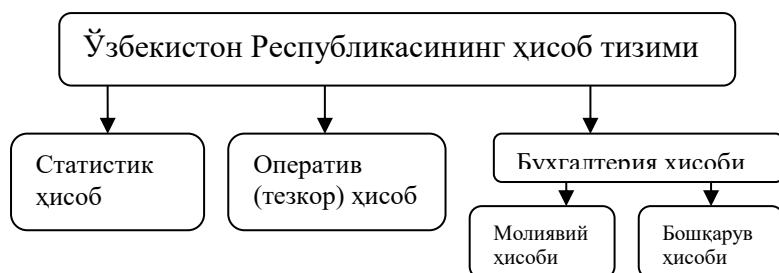 Ўзбекистон Республикасининг ҳисоб тизими
Статистик
ҳисоб
Оператив
(тезкор) ҳисоб
Бухгалтерия ҳисоби
Молиявий
ҳисоби
Бошқарув
ҳисоби